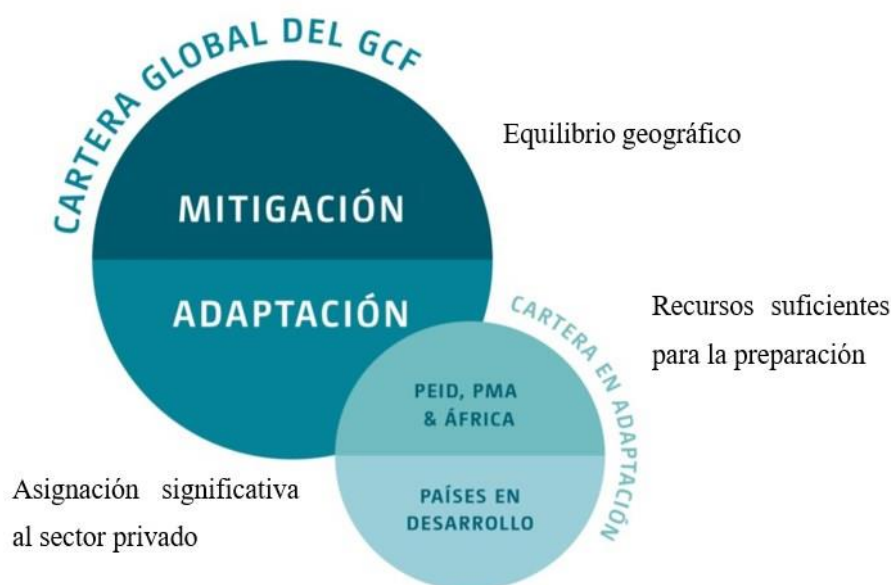 CARTERA GLOBAL DEL GCF
Equilibrio geográfico
MITIGACIÓN
ADAPTACIÓN
CARTERA EN ADAPTACIÓN
Recursos suficientes
para la preparación
PEID, PMA
& ÁFRICA
PAÍSES EN
DESARROLLO
Asignación significativa
al sector privado